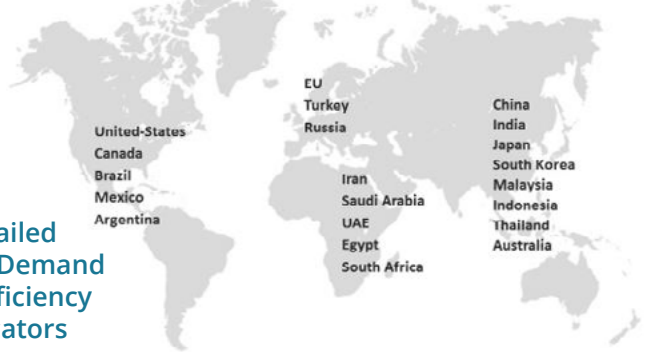 EU
Turkey
Russia
United-States
Canada
Brazil
Mexico
Argentina
Iran
Saudi Arabia
UAE
Egypt
South Africa
China
India
Japan
South Korea
Malaysia
Indonesia
Thailand
Australia
ailed
Demand
ficiency
ators